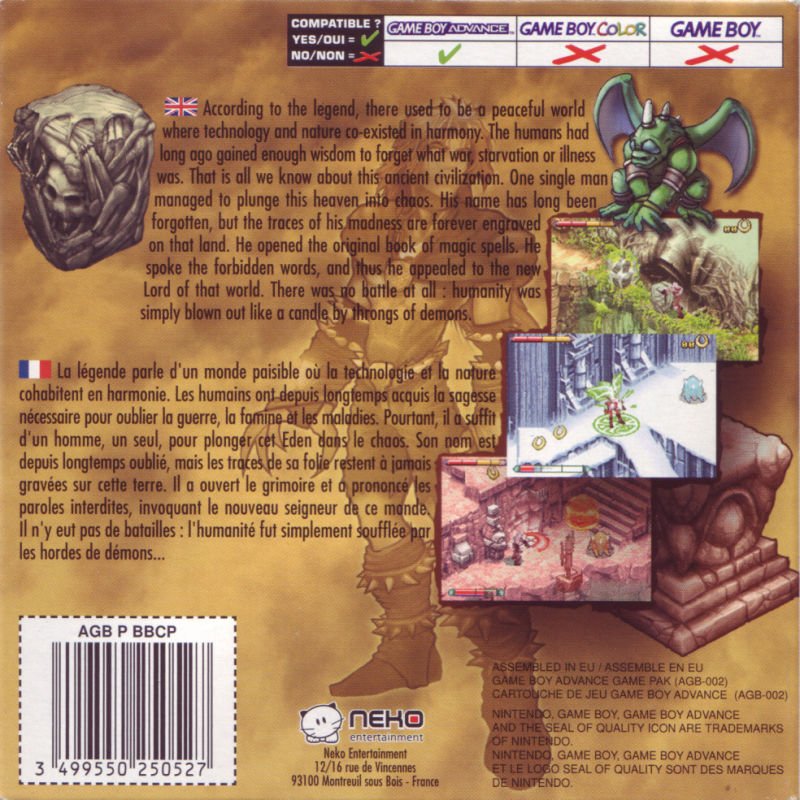 COMPATIBLE ?
YES/OUI =
NO/NON =
GAME BOY ADVANCE™
GAME BOY COLOR
GAME BOY™
According to the legend, there used to be a peaceful world
where technology and nature co-existed in harmony. The humans had
long ago gained enough wisdom to forget what war, starvation or illness
was. That is all we know about this ancient civilization. One single man
managed to plunge this heaven into chaos. His name has long been
forgotten, but the traces of his madness are forever engraved
on that land. He opened the original book of magic spells. He
spoke the forbidden words, and thus he appealed to the new
Lord of that world. There was no battle at all : humanity was
simply blown out like a candle by throngs of demons.
La légende parle d'un monde paisible où la technologie et la nature
cohabitent en harmonie. Les humains ont depuis longtemps acquis la sagesse
nécessaire pour oublier la guerre, la famine et les maladies. Pourtant, il a suffit
d'un homme, un seul, pour plonger cet Eden dans le chaos. Son nom est
depuis longtemps oublié, mais les traces de sa folie restent à jamais
gravées sur cette terre. Il a ouvert le grimoire et a prononcé les
paroles interdites, invoquant le nouveau seigneur de ce monde.
Il n'y eut pas de batailles : l'humanité fut simplement soufflée par
les hordes de démons...
AGB P BBCP
3 499550 250527
NEKO
entertainment
Neko Entertainment
12/16 rue de Vincennes
93100 Montreuil sous Bois - France
ASSEMBLED IN EU / ASSEMBLE EN EU
GAME BOY ADVANCE GAME PAK (AGB-002)
CARTOUCHE DE JEU GAME BOY ADVANCE (AGB-002)
NINTENDO, GAME BOY, GAME BOY ADVANCE
AND THE SEAL OF QUALITY ICON ARE TRADEMARKS
OF NINTENDO.
NINTENDO, GAME BOY, GAME BOY ADVANCE
ET LE LOGO SEAL OF QUALITY SONT DES MARQUES
DE NINTENDO.